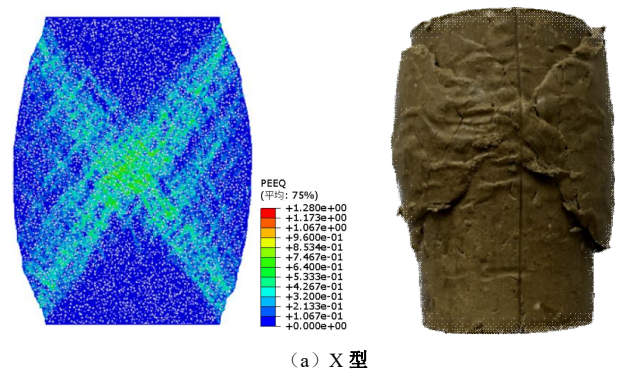 PEEQ
(平均: 75%)
+1.280e+00
+1.173e+00
+1.067e+00
+9.600e-01
+8.534e-01
+7.467e-01
+6.400e-01
+5.333e-01
+4.267e-01
+3.200e-01
+2.133e-01
+1.067e-01
+0.000e+00
（a）X 型